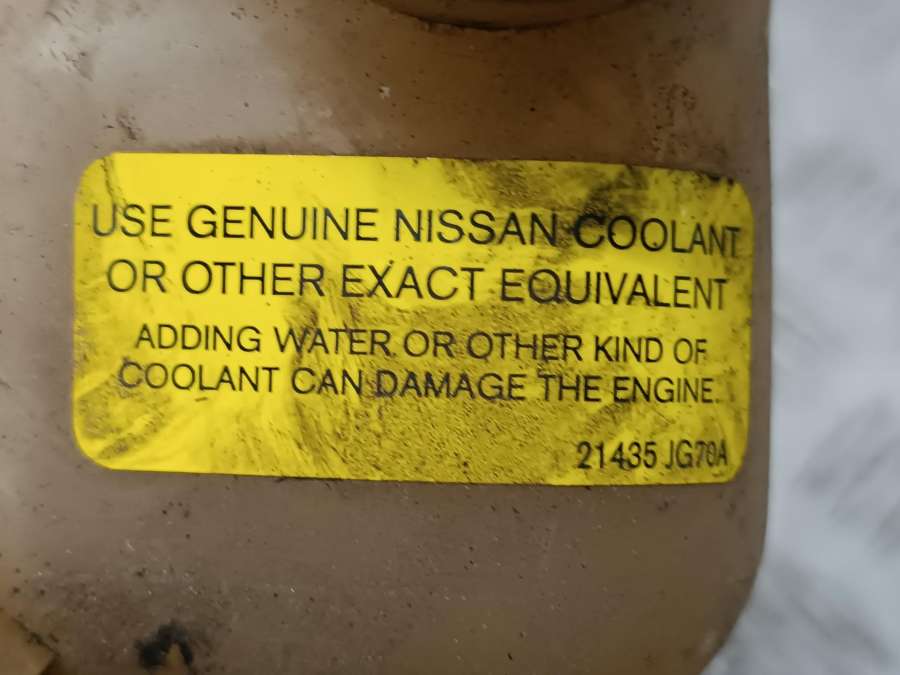 USE GENUINE NISSAN COOLANT
OR OTHER EXACT EQUIVALENT
ADDING WATER OR OTHER KIND OF
COOLANT CAN DAMAGE THE ENGINE.
21435 JG70A